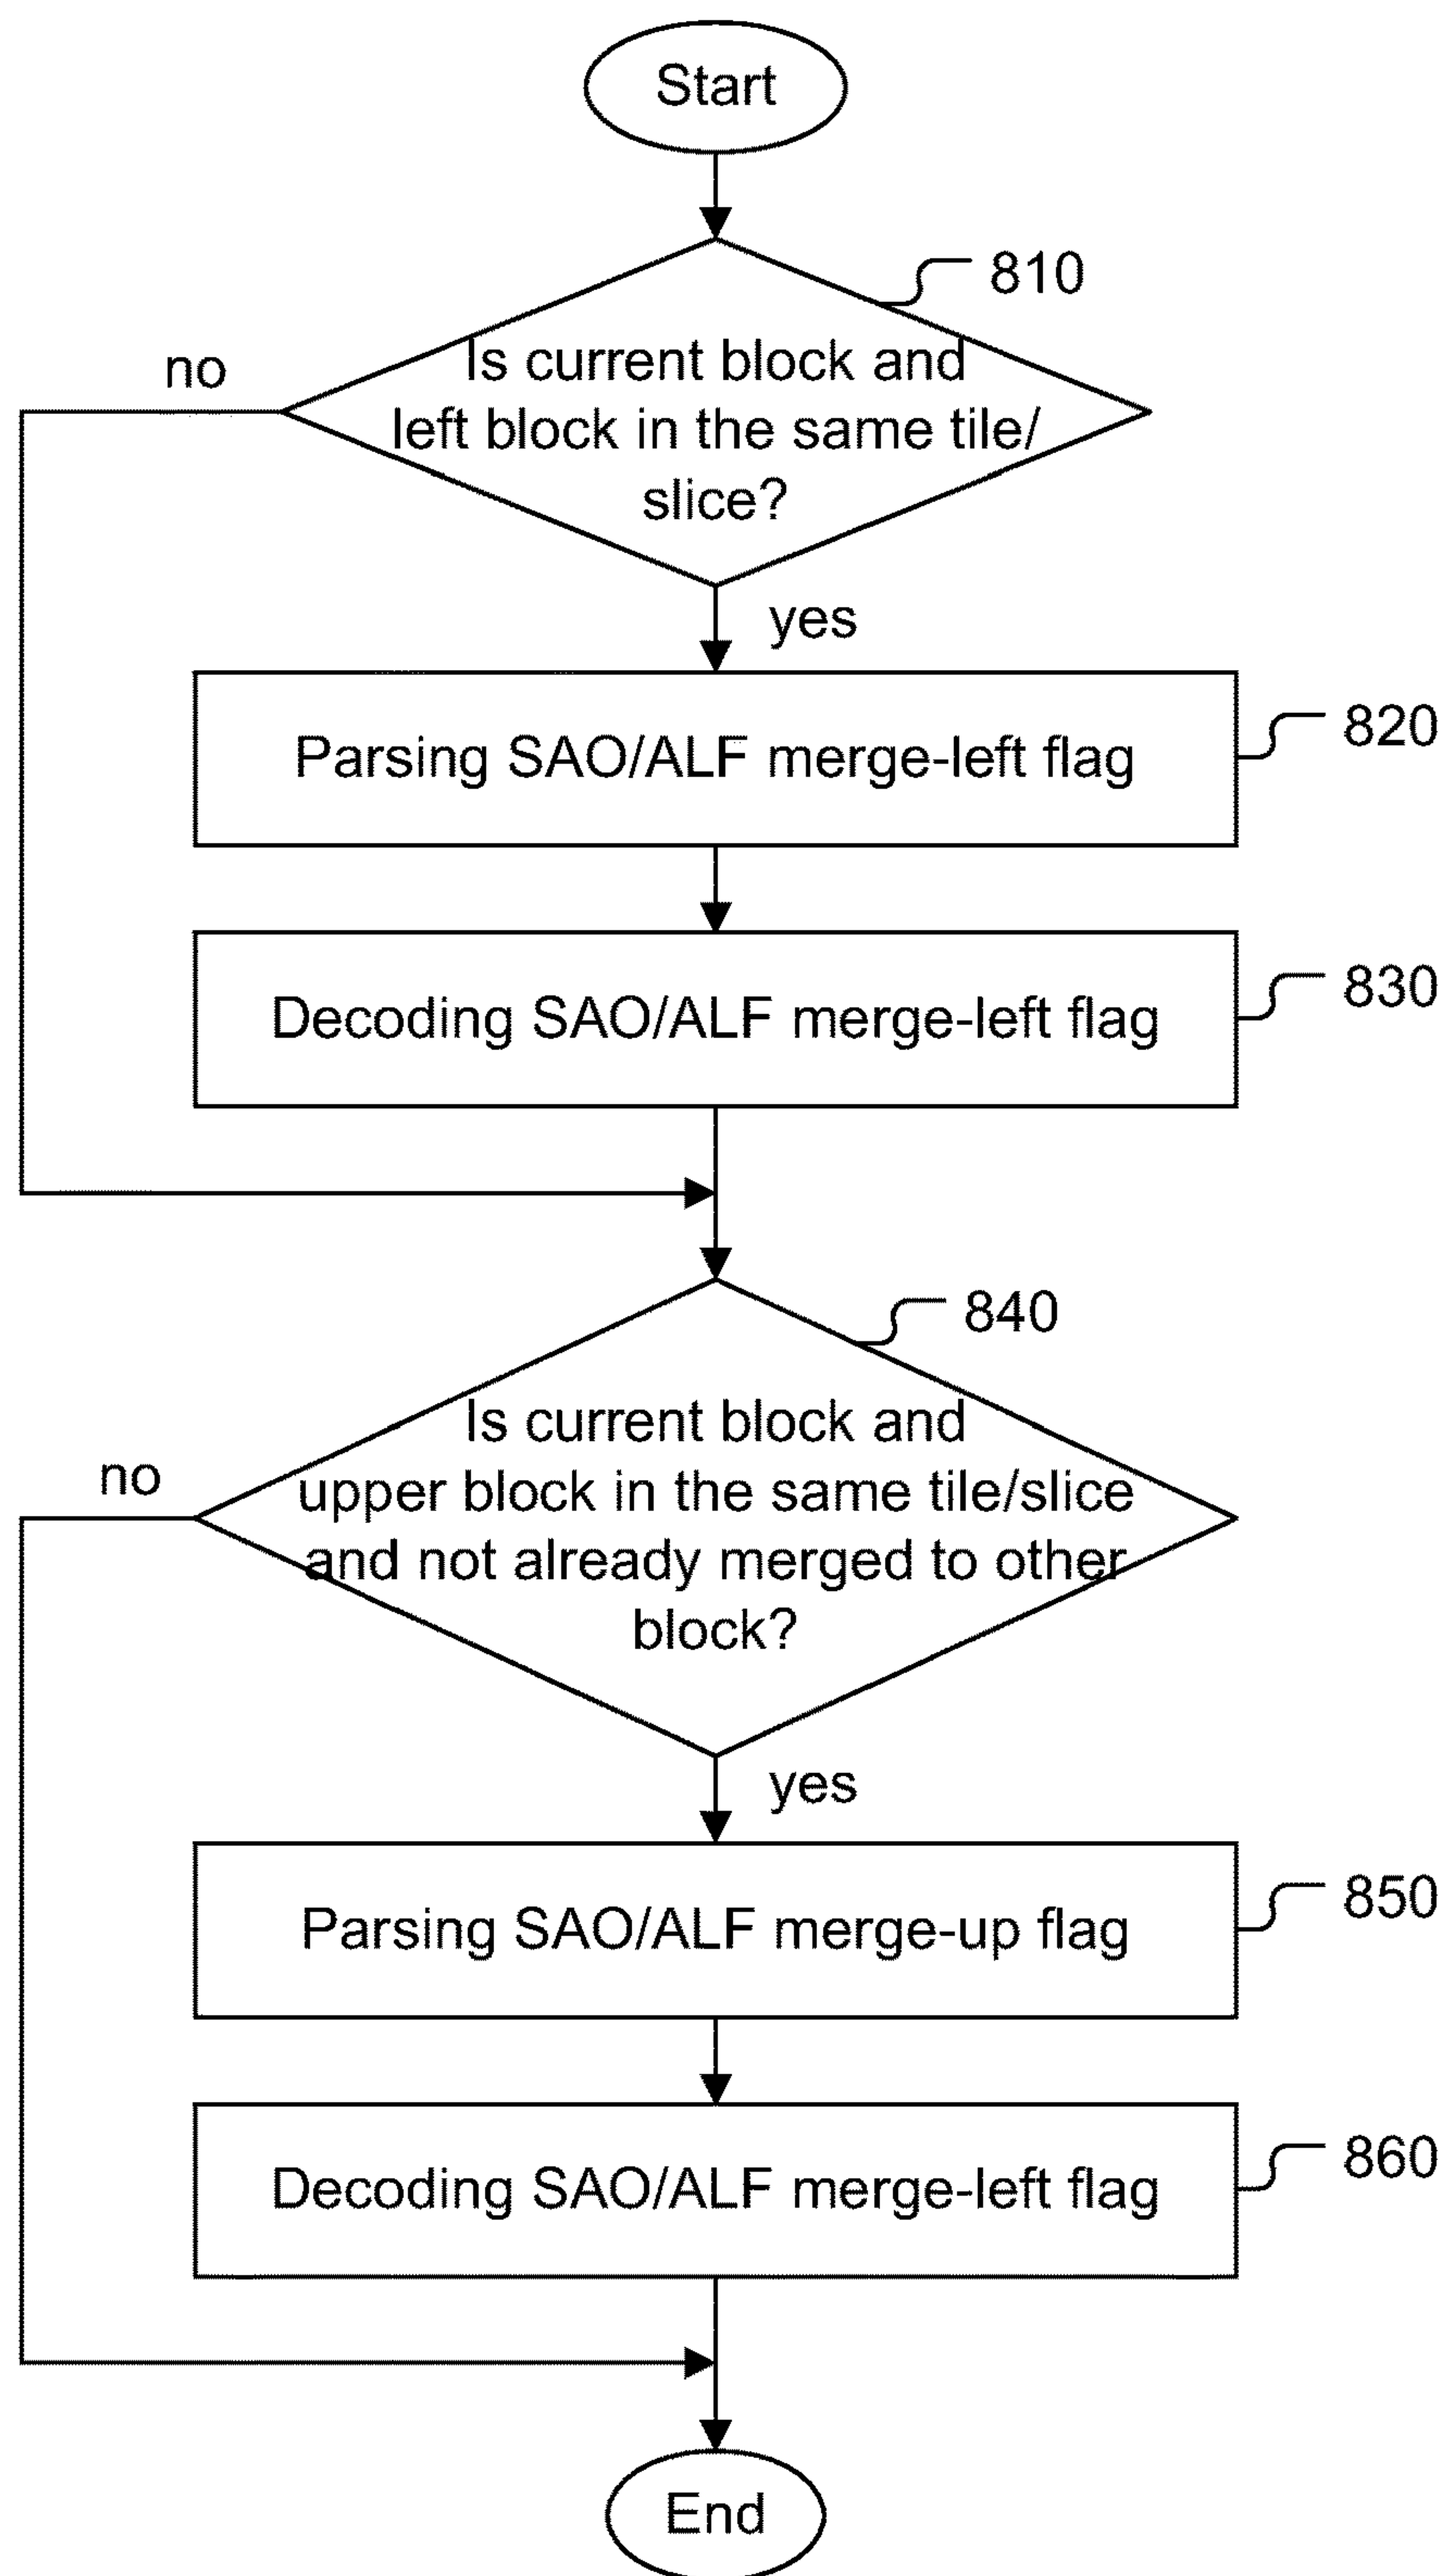 Start
810
no
Is current block and
left block in the same tile/
slice?
yes
Parsing SAO/ALF merge-left flag
820
Decoding SAO/ALF merge-left flag
830
840
Is current block and
no
upper block in the same tile/slice
and not already merged to other
block?
yes
Parsing SAO/ALF merge-up flag
850
Decoding SAO/ALF merge-left flag
860
End